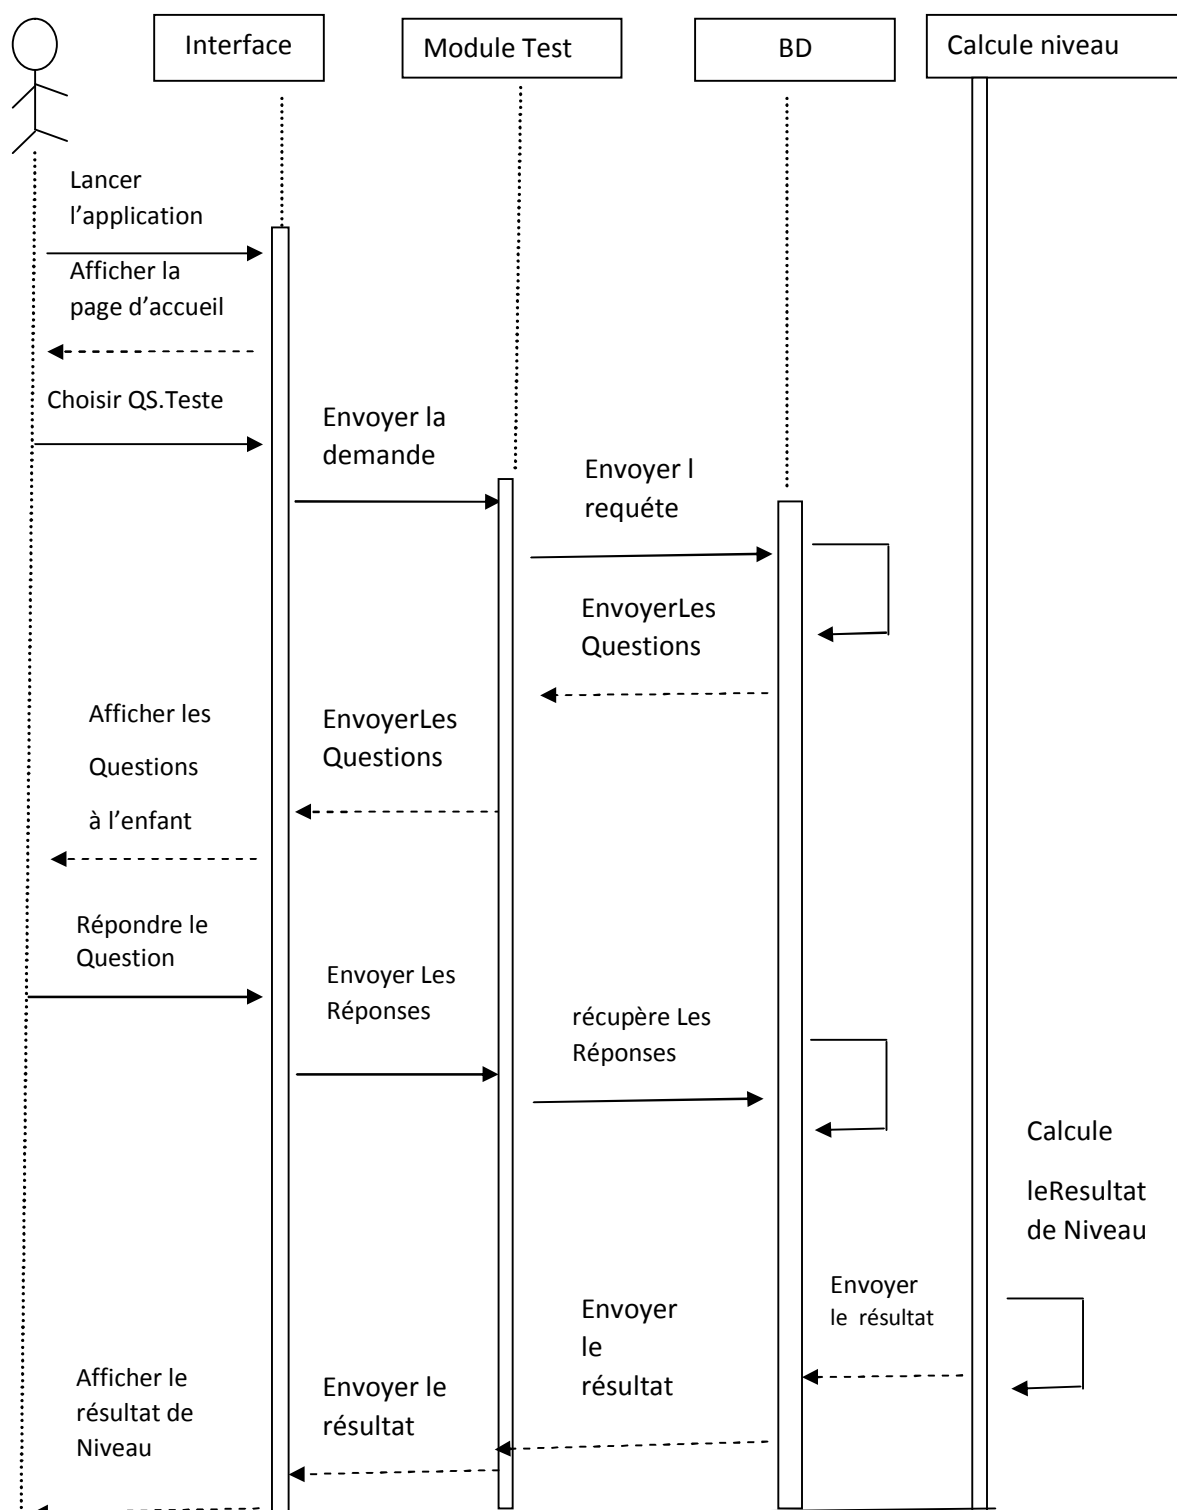 Interface
Module Test
BD
Calcule niveau
Lancer
l’application
Afficher la
page d’accueil
Choisir QS.Teste
Envoyer la
demande
Envoyer l
requéte
EnvoyerLes
Questions
Afficher les
Questions
à l’enfant
EnvoyerLes
Questions
Répondre le
Question
Envoyer Les
Réponses
récupère Les
Réponses
Calcule
leResultat
de Niveau
Envoyer
le résultat
Envoyer
le
résultat
Envoyer le
résultat
Afficher le
résultat de
Niveau